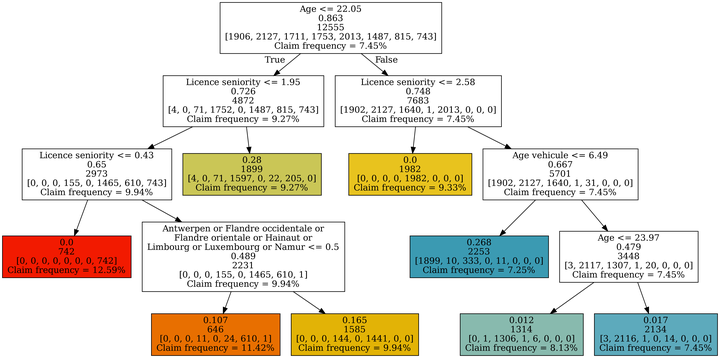 Age <= 22.05
0.863
12555
[1906, 2127, 1711, 1753, 2013, 1487, 815, 743]
Claim frequency = 7.45%
True
False
Licence seniority <= 1.95
0.726
4872
[4, 0, 71, 1752, 0, 1487, 815, 743]
Claim frequency = 9.27%
Licence seniority <= 2.58
0.748
7683
[1902, 2127, 1640, 1, 2013, 0, 0, 0]
Claim frequency = 7.45%
Licence seniority <= 0.43
0.65
2973
[0, 0, 0, 155, 0, 1465, 610, 743]
Claim frequency = 9.94%
0.28
1899
[4, 0, 71, 1597, 0, 22, 205, 0]
Claim frequency = 9.27%
0.0
1982
[0, 0, 0, 0, 1982, 0, 0, 0]
Claim frequency = 9.33%
Age vehicule <= 6.49
0.667
5701
[1902, 2127, 1640, 1, 31, 0, 0, 0]
Claim frequency = 7.45%
0.0
742
[0, 0, 0, 0, 0, 0, 0, 742]
Claim frequency = 12.59%
Antwerpen or Flandre occidentale or
Flandre orientale or Hainaut or
Limbourg or Luxembourg or Namur <= 0.5
0.489
2231
[0, 0, 0, 155, 0, 1465, 610, 1]
Claim frequency = 9.94%
0.268
2253
[1899, 10, 333, 0, 11, 0, 0, 0]
Claim frequency = 7.25%
Age <= 23.97
0.479
3448
[3, 2117, 1307, 1, 20, 0, 0, 0]
Claim frequency = 7.45%
0.107
646
[0, 0, 0, 11, 0, 24, 610, 1]
Claim frequency = 11.42%
0.165
1585
[0, 0, 0, 144, 0, 1441, 0, 0]
Claim frequency = 9.94%
0.012
1314
[0, 1, 1306, 1, 6, 0, 0, 0]
Claim frequency = 8.13%
0.017
2134
[3, 2116, 1, 0, 14, 0, 0, 0]
Claim frequency = 7.45%